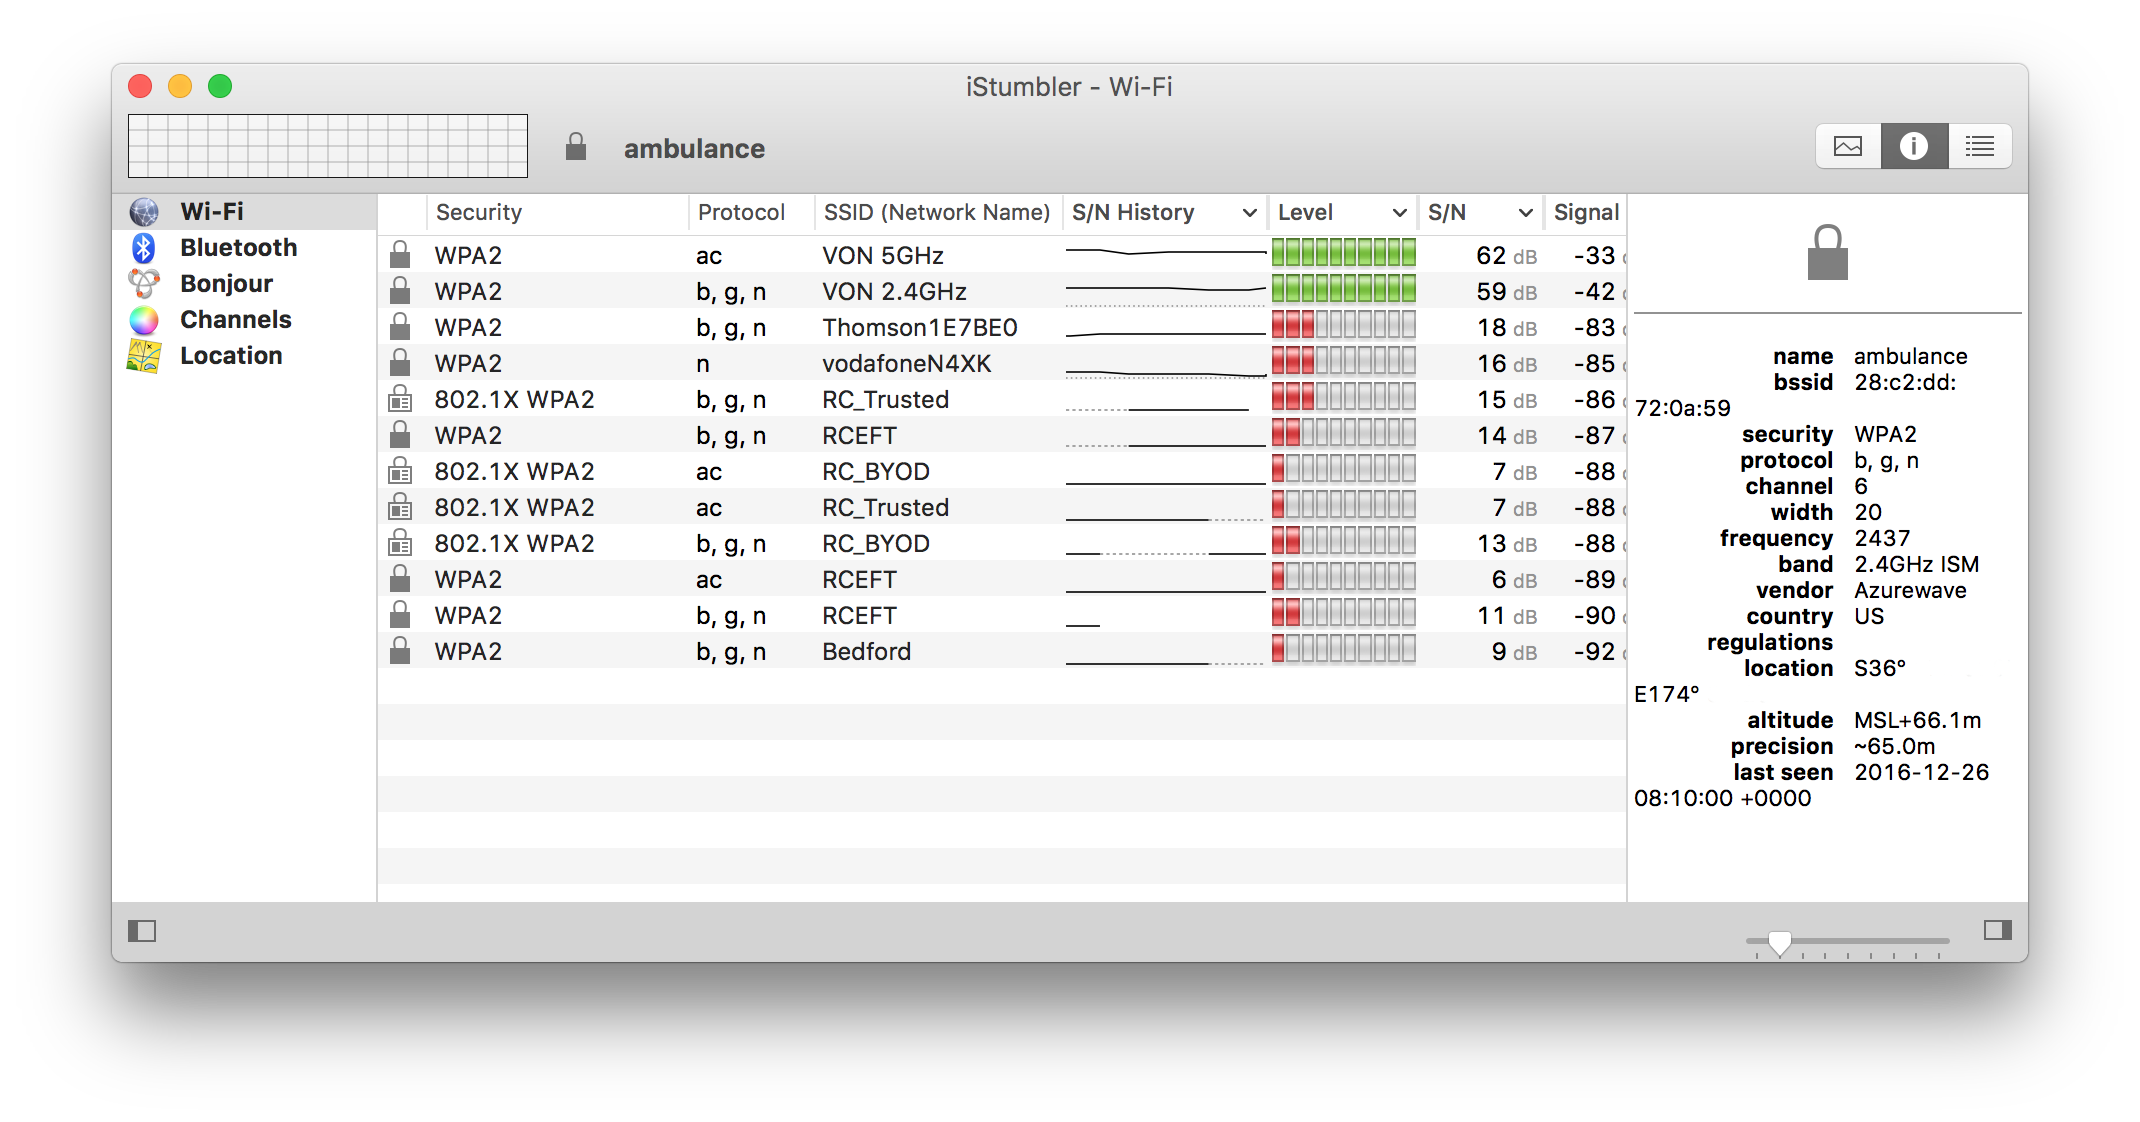 iStumbler - Wi-Fi
ambulance
Wi-Fi
Bluetooth
Bonjour
Channels
Location
Security Protocol SSID (Network Name) S/N History Level S/N Signal
WPA2 ac VON 5GHz 62 dB -33
WPA2 b, g, n VON 2.4GHz 59 dB -42
WPA2 b, g, n Thomson1E7BE0 18 dB -83
WPA2 n vodafoneN4XK 16 dB -85
802.1X WPA2 b, g, n RC_Trusted 15 dB -86
WPA2 b, g, n RCEFT 14 dB -87
802.1X WPA2 ac RC_BYOD 7 dB -88
802.1X WPA2 ac RC_Trusted 7 dB -88
802.1X WPA2 b, g, n RC_BYOD 13 dB -88
WPA2 ac RCEFT 6 dB -89
WPA2 b, g, n RCEFT 11 dB -90
WPA2 b, g, n Bedford 9 dB -92
name ambulance
bssid 28:c2:dd:
72:0a:59
security WPA2
protocol b, g, n
channel 6
width 20
frequency 2437
band 2.4GHz ISM
vendor Azurewave
country US
regulations
location S36°
E174°
altitude MSL+66.1m
precision ~65.0m
last seen 2016-12-26
08:10:00 +0000